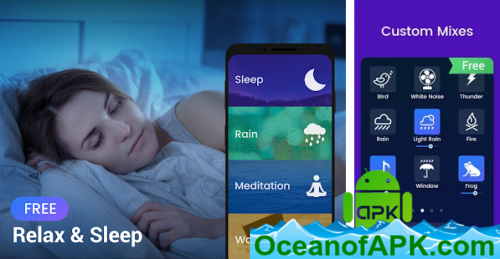 FREE
Relax & Sleep
Sleep
Rain
Meditation
Custom Mixes
Free
Bird
White Noise
Thunder
Rain
Light Rain
Fire
Window
Frog
APK
OceanofAPK.com